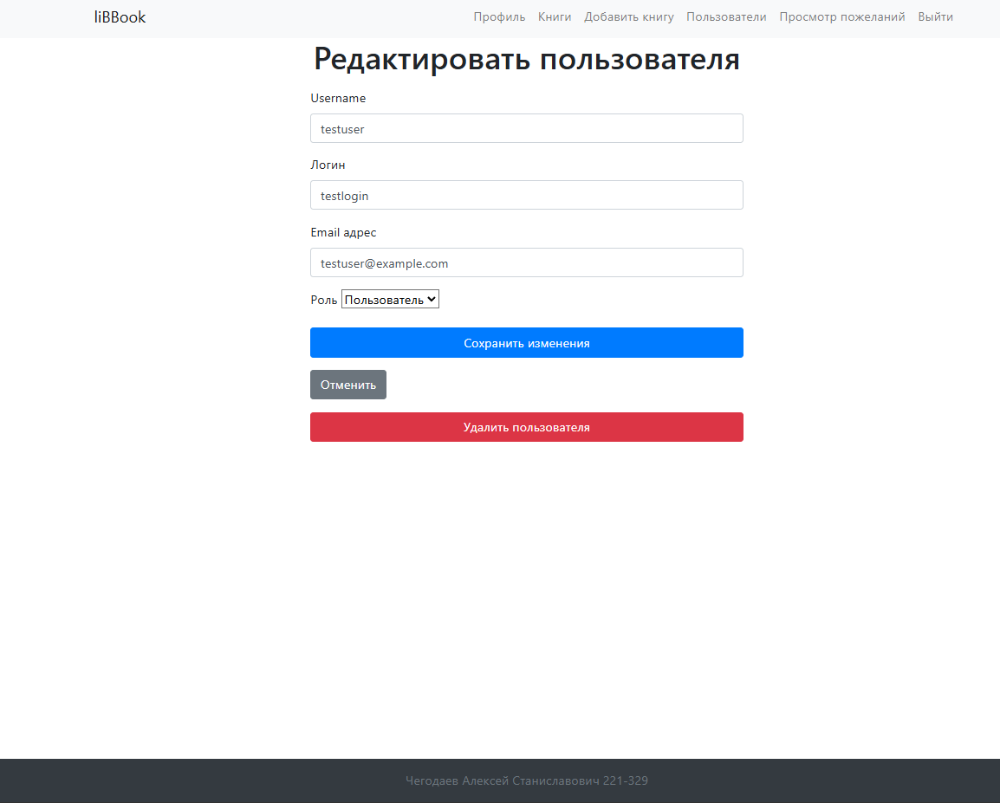 liBBook Профиль Книги Добавить книгу Пользователи Просмотр пожеланий Выйти
Редактировать пользователя
Username
testuser
Логин
testlogin
Email адрес
testuser@example.com
Роль Пользователь
Сохранить изменения
Отменить
Удалить пользователя
Чегодаев Алексей Станиславович 221-329